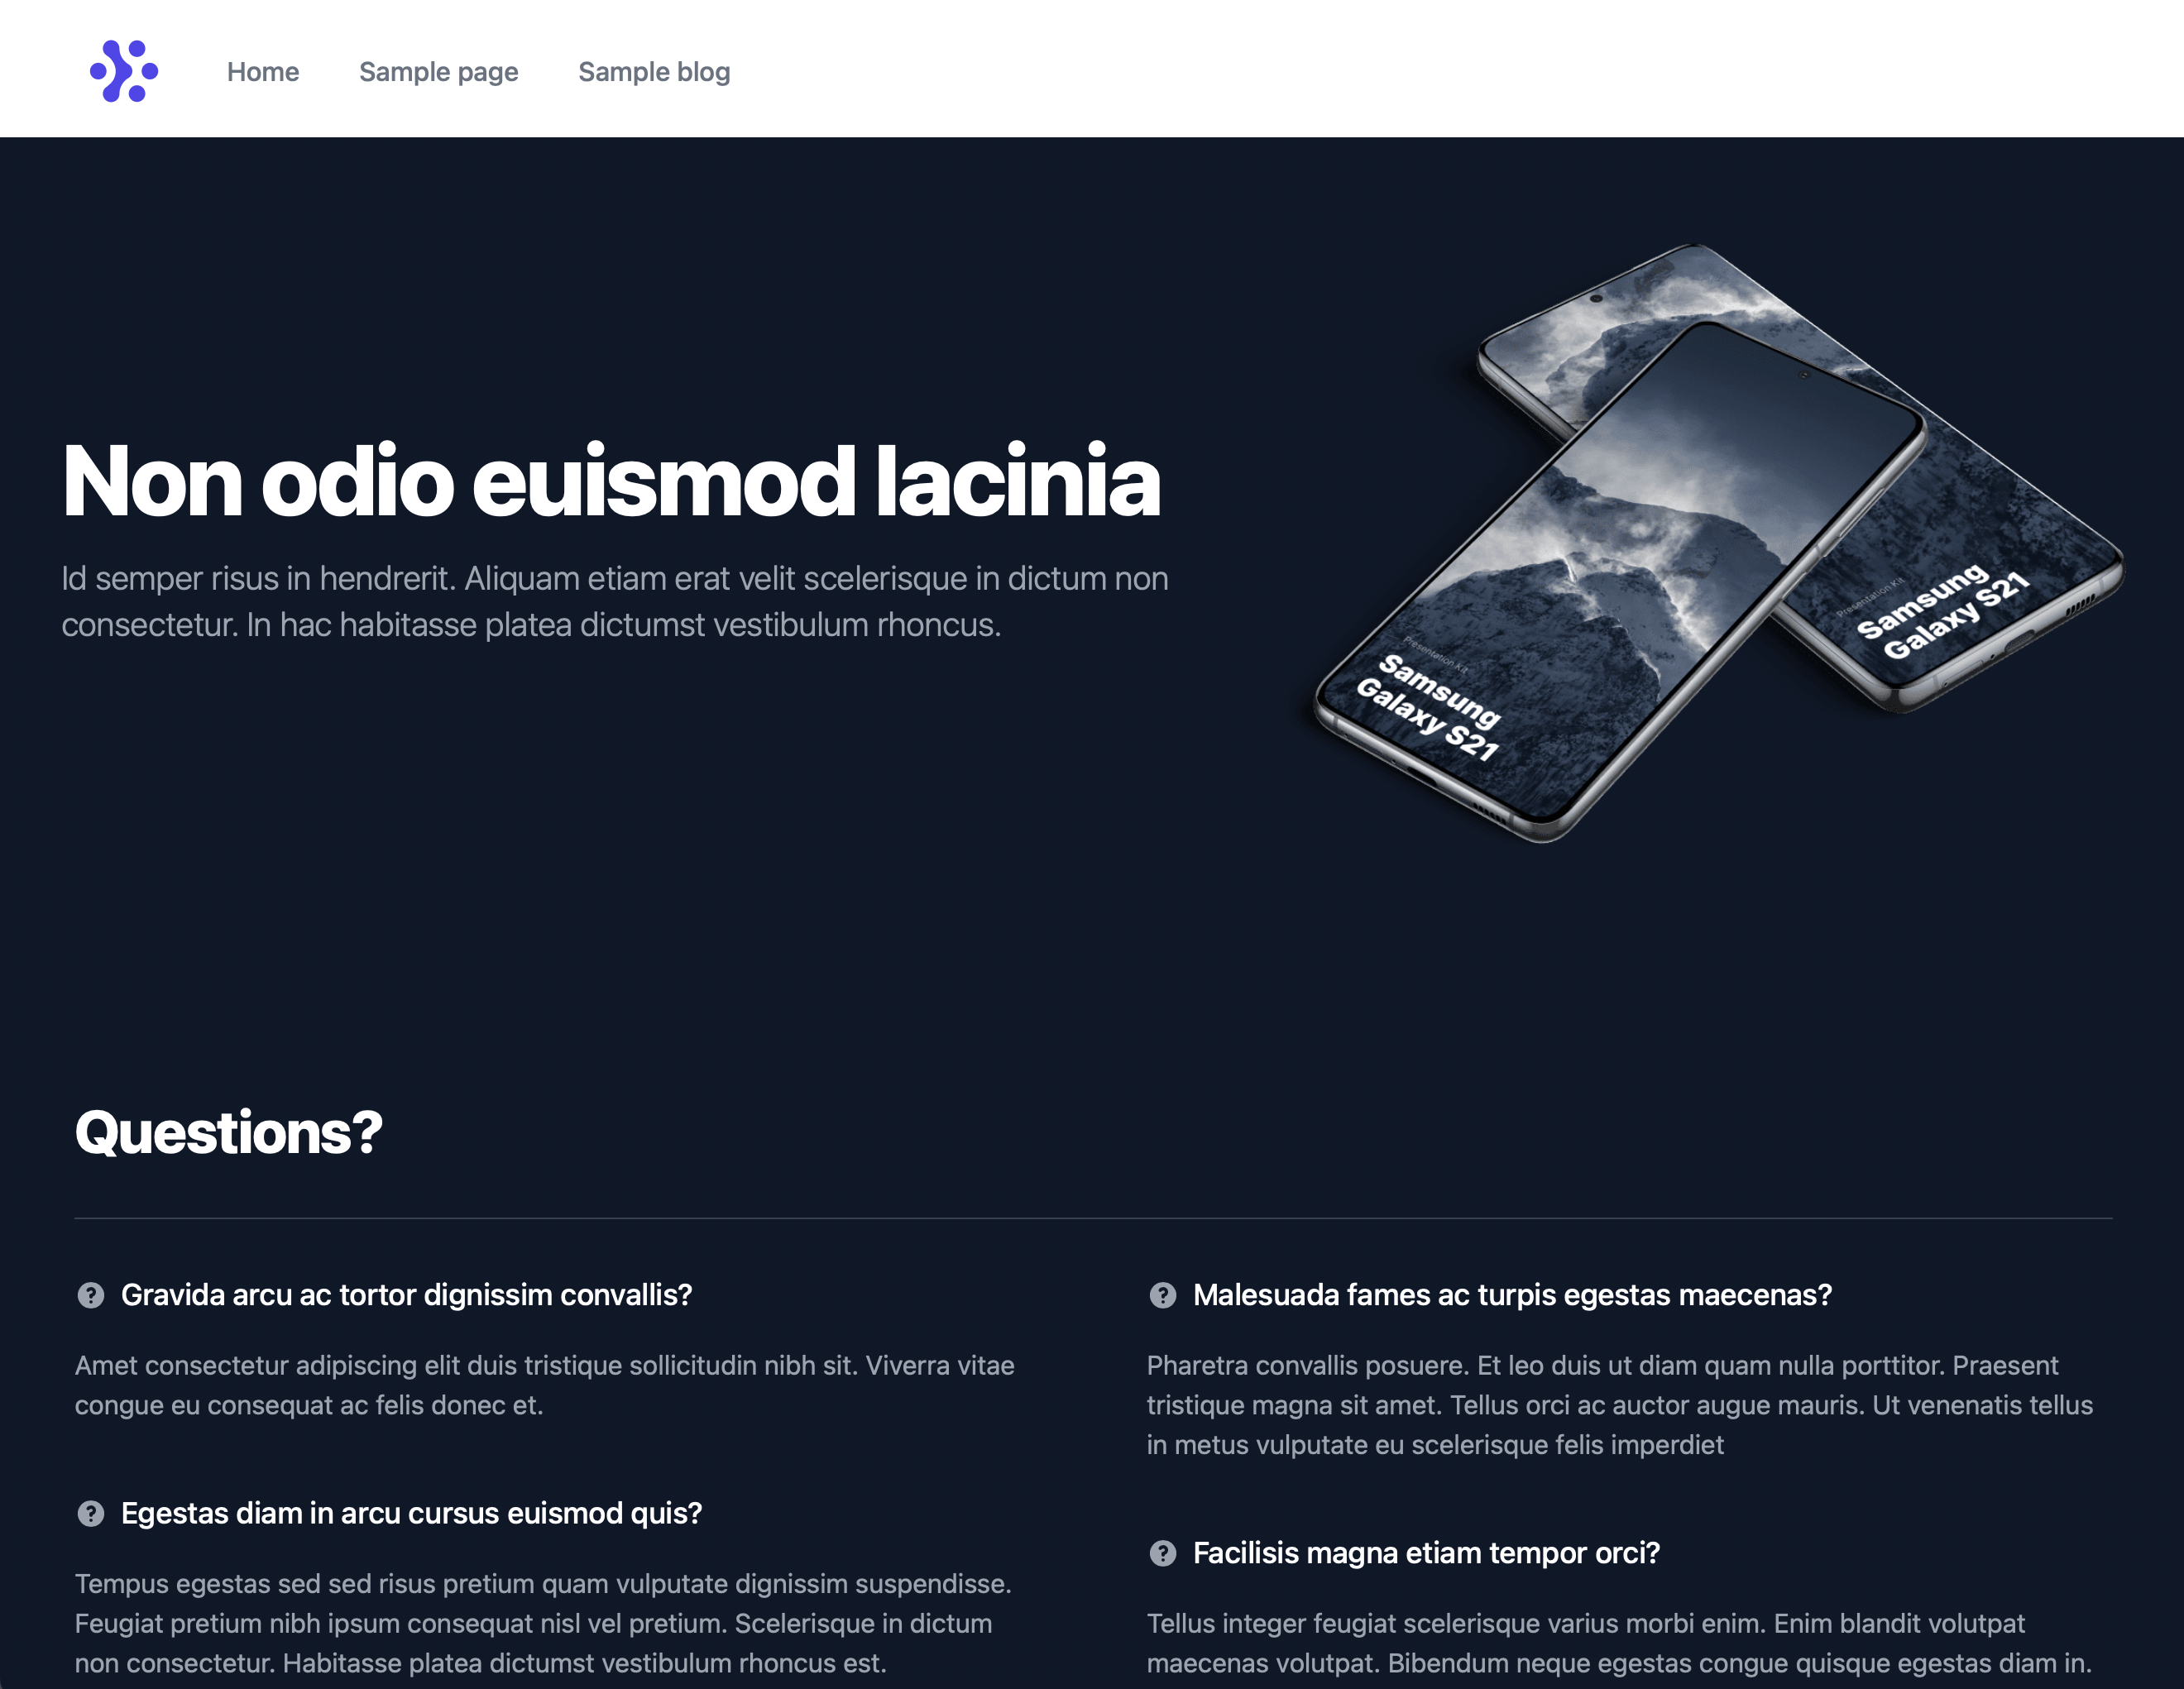 Home
Sample page
Sample blog
Non odio euismod lacinia
Id semper risus in hendrerit. Aliquam etiam erat velit scelerisque in dictum non
consectetur. In hac habitasse platea dictumst vestibulum rhoncus.
Presentation Kit
Samsung
Galaxy S21
Presentation Kit
Samsung
Galaxy S21
Questions?
Gravida arcu ac tortor dignissim convallis?
Amet consectetur adipiscing elit duis tristique sollicitudin nibh sit. Viverra vitae
congue eu consequat ac felis donec et.
Egestas diam in arcu cursus euismod quis?
Tempus egestas sed sed risus pretium quam vulputate dignissim suspendisse.
Feugiat pretium nibh ipsum consequat nisl vel pretium. Scelerisque in dictum
non consectetur. Habitasse platea dictumst vestibulum rhoncus est.
Malesuada fames ac turpis egestas maecenas?
Pharetra convallis posuere. Et leo duis ut diam quam nulla porttitor. Praesent
tristique magna sit amet. Tellus orci ac auctor augue mauris. Ut venenatis tellus
in metus vulputate eu scelerisque felis imperdiet
Facilisis magna etiam tempor orci?
Tellus integer feugiat scelerisque varius morbi enim. Enim blandit volutpat
maecenas volutpat. Bibendum neque egestas congue quisque egestas diam in.